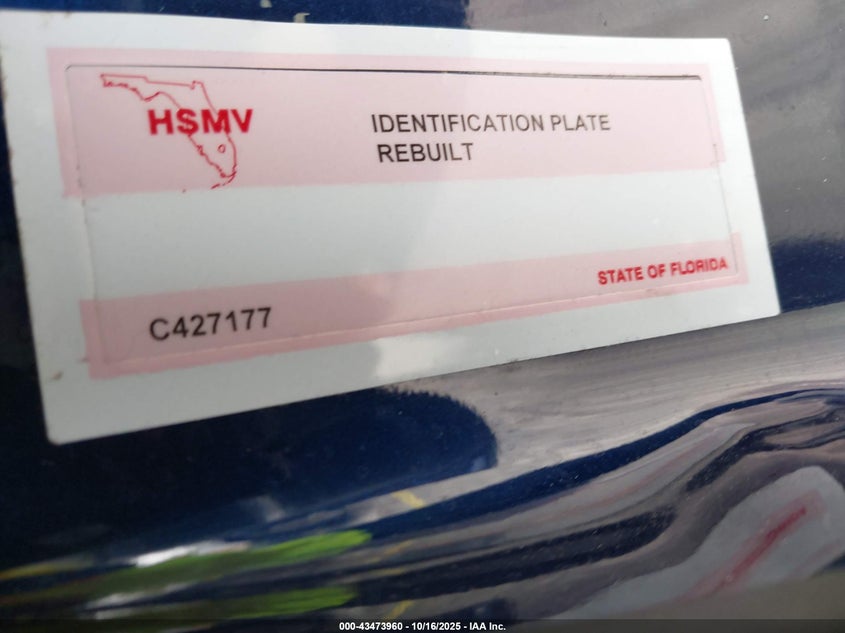 HSMV
IDENTIFICATION PLATE
REBUILT
STATE OF FLORIDA
C427177
000-43473960 - 10/16/2025 - IAA Inc.